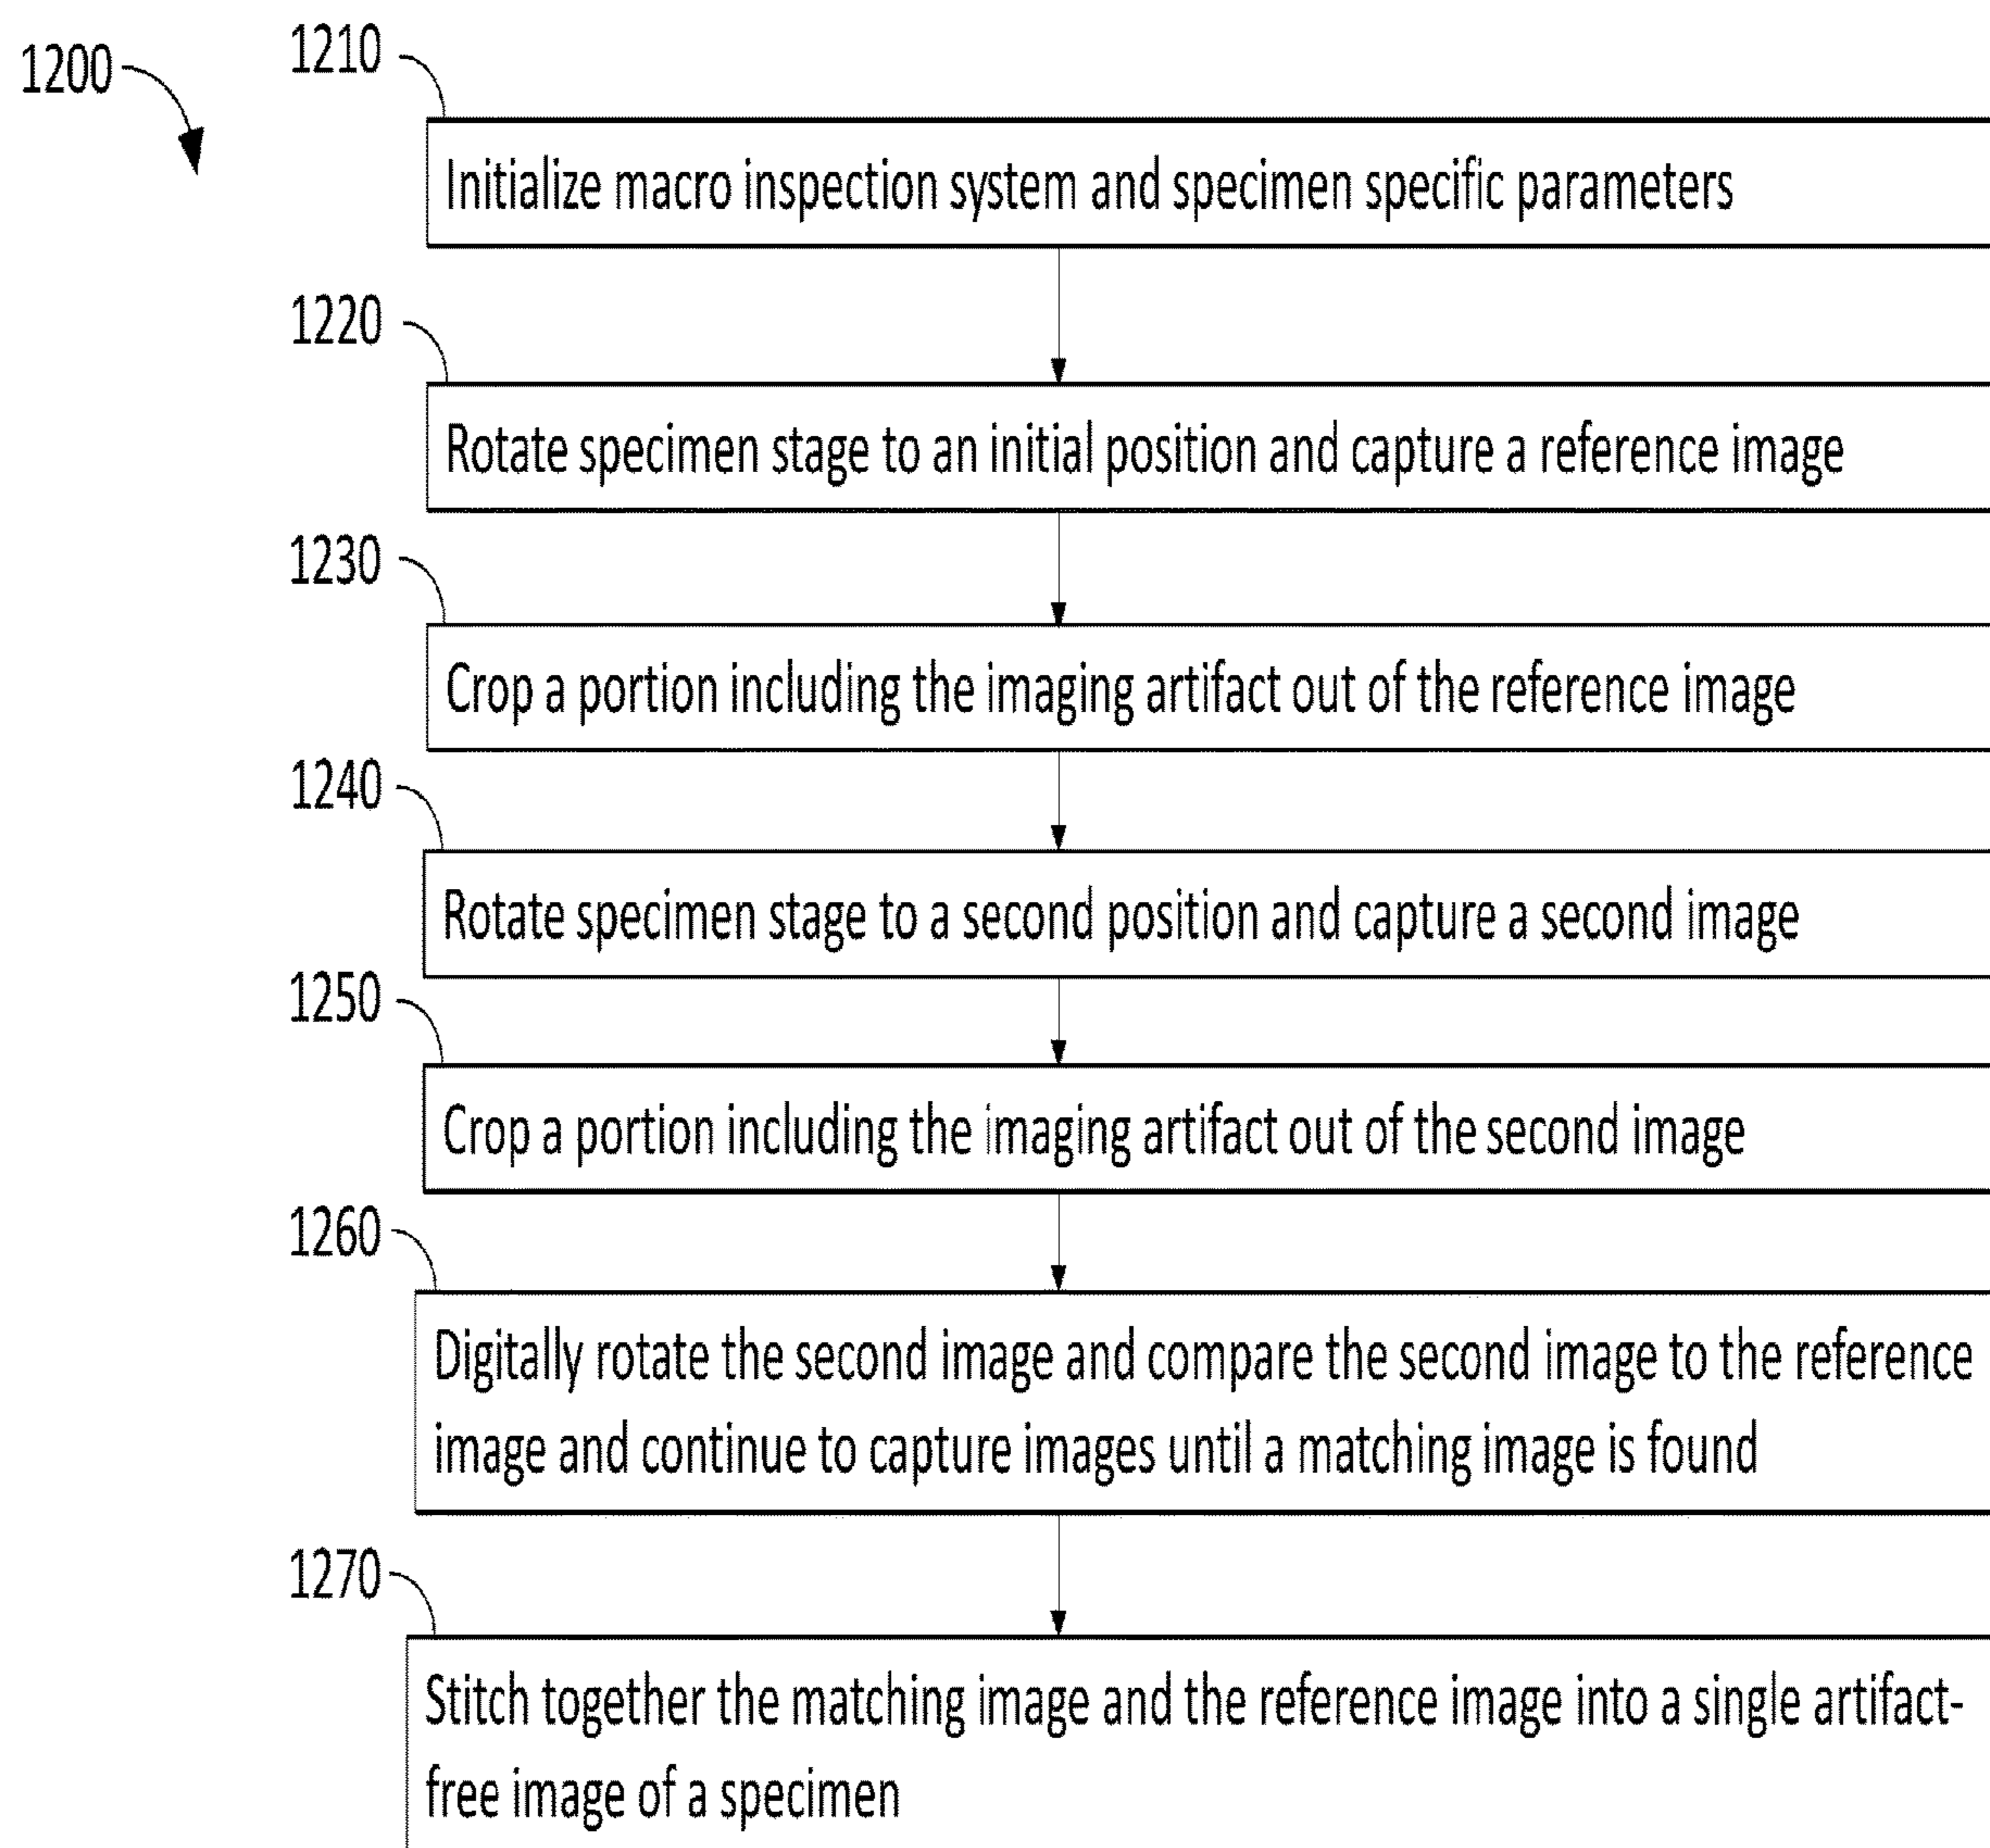 1200
1210
Initialize macro inspection system and specimen specific parameters
1220
Rotate specimen stage to an initial position and capture a reference image
1230
Crop a portion including the imaging artifact out of the reference image
1240
Rotate specimen stage to a second position and capture a second image
1250
Crop a portion including the imaging artifact out of the second image
1260
Digitally rotate the second image and compare the second image to the reference
image and continue to capture images until a matching image is found
1270
Stitch together the matching image and the reference image into a single artifact-
free image of a specimen